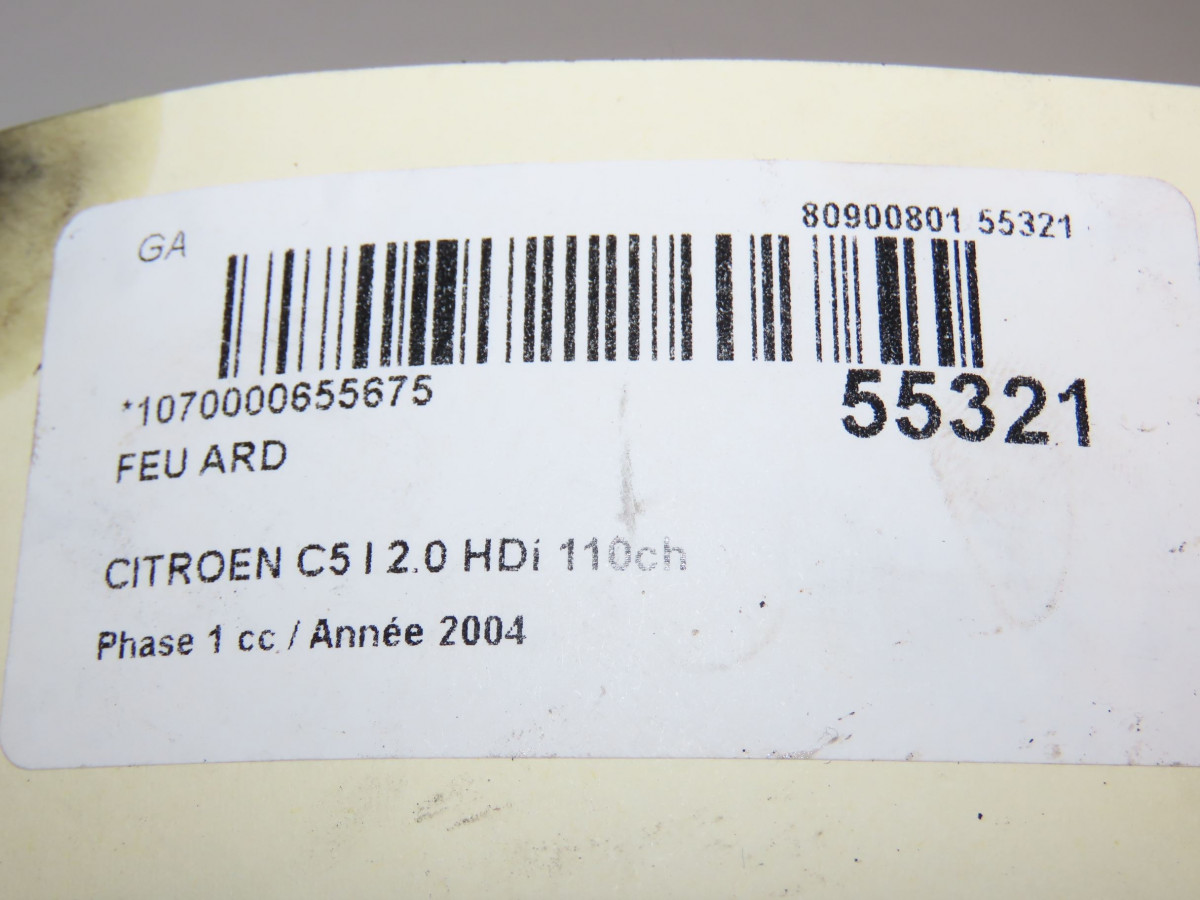 GA
80900801 55321
*1070000655675
55321
FEU ARD
CITROEN C5 I 2.0 HDi 110ch
Phase 1 cc / Année 2004